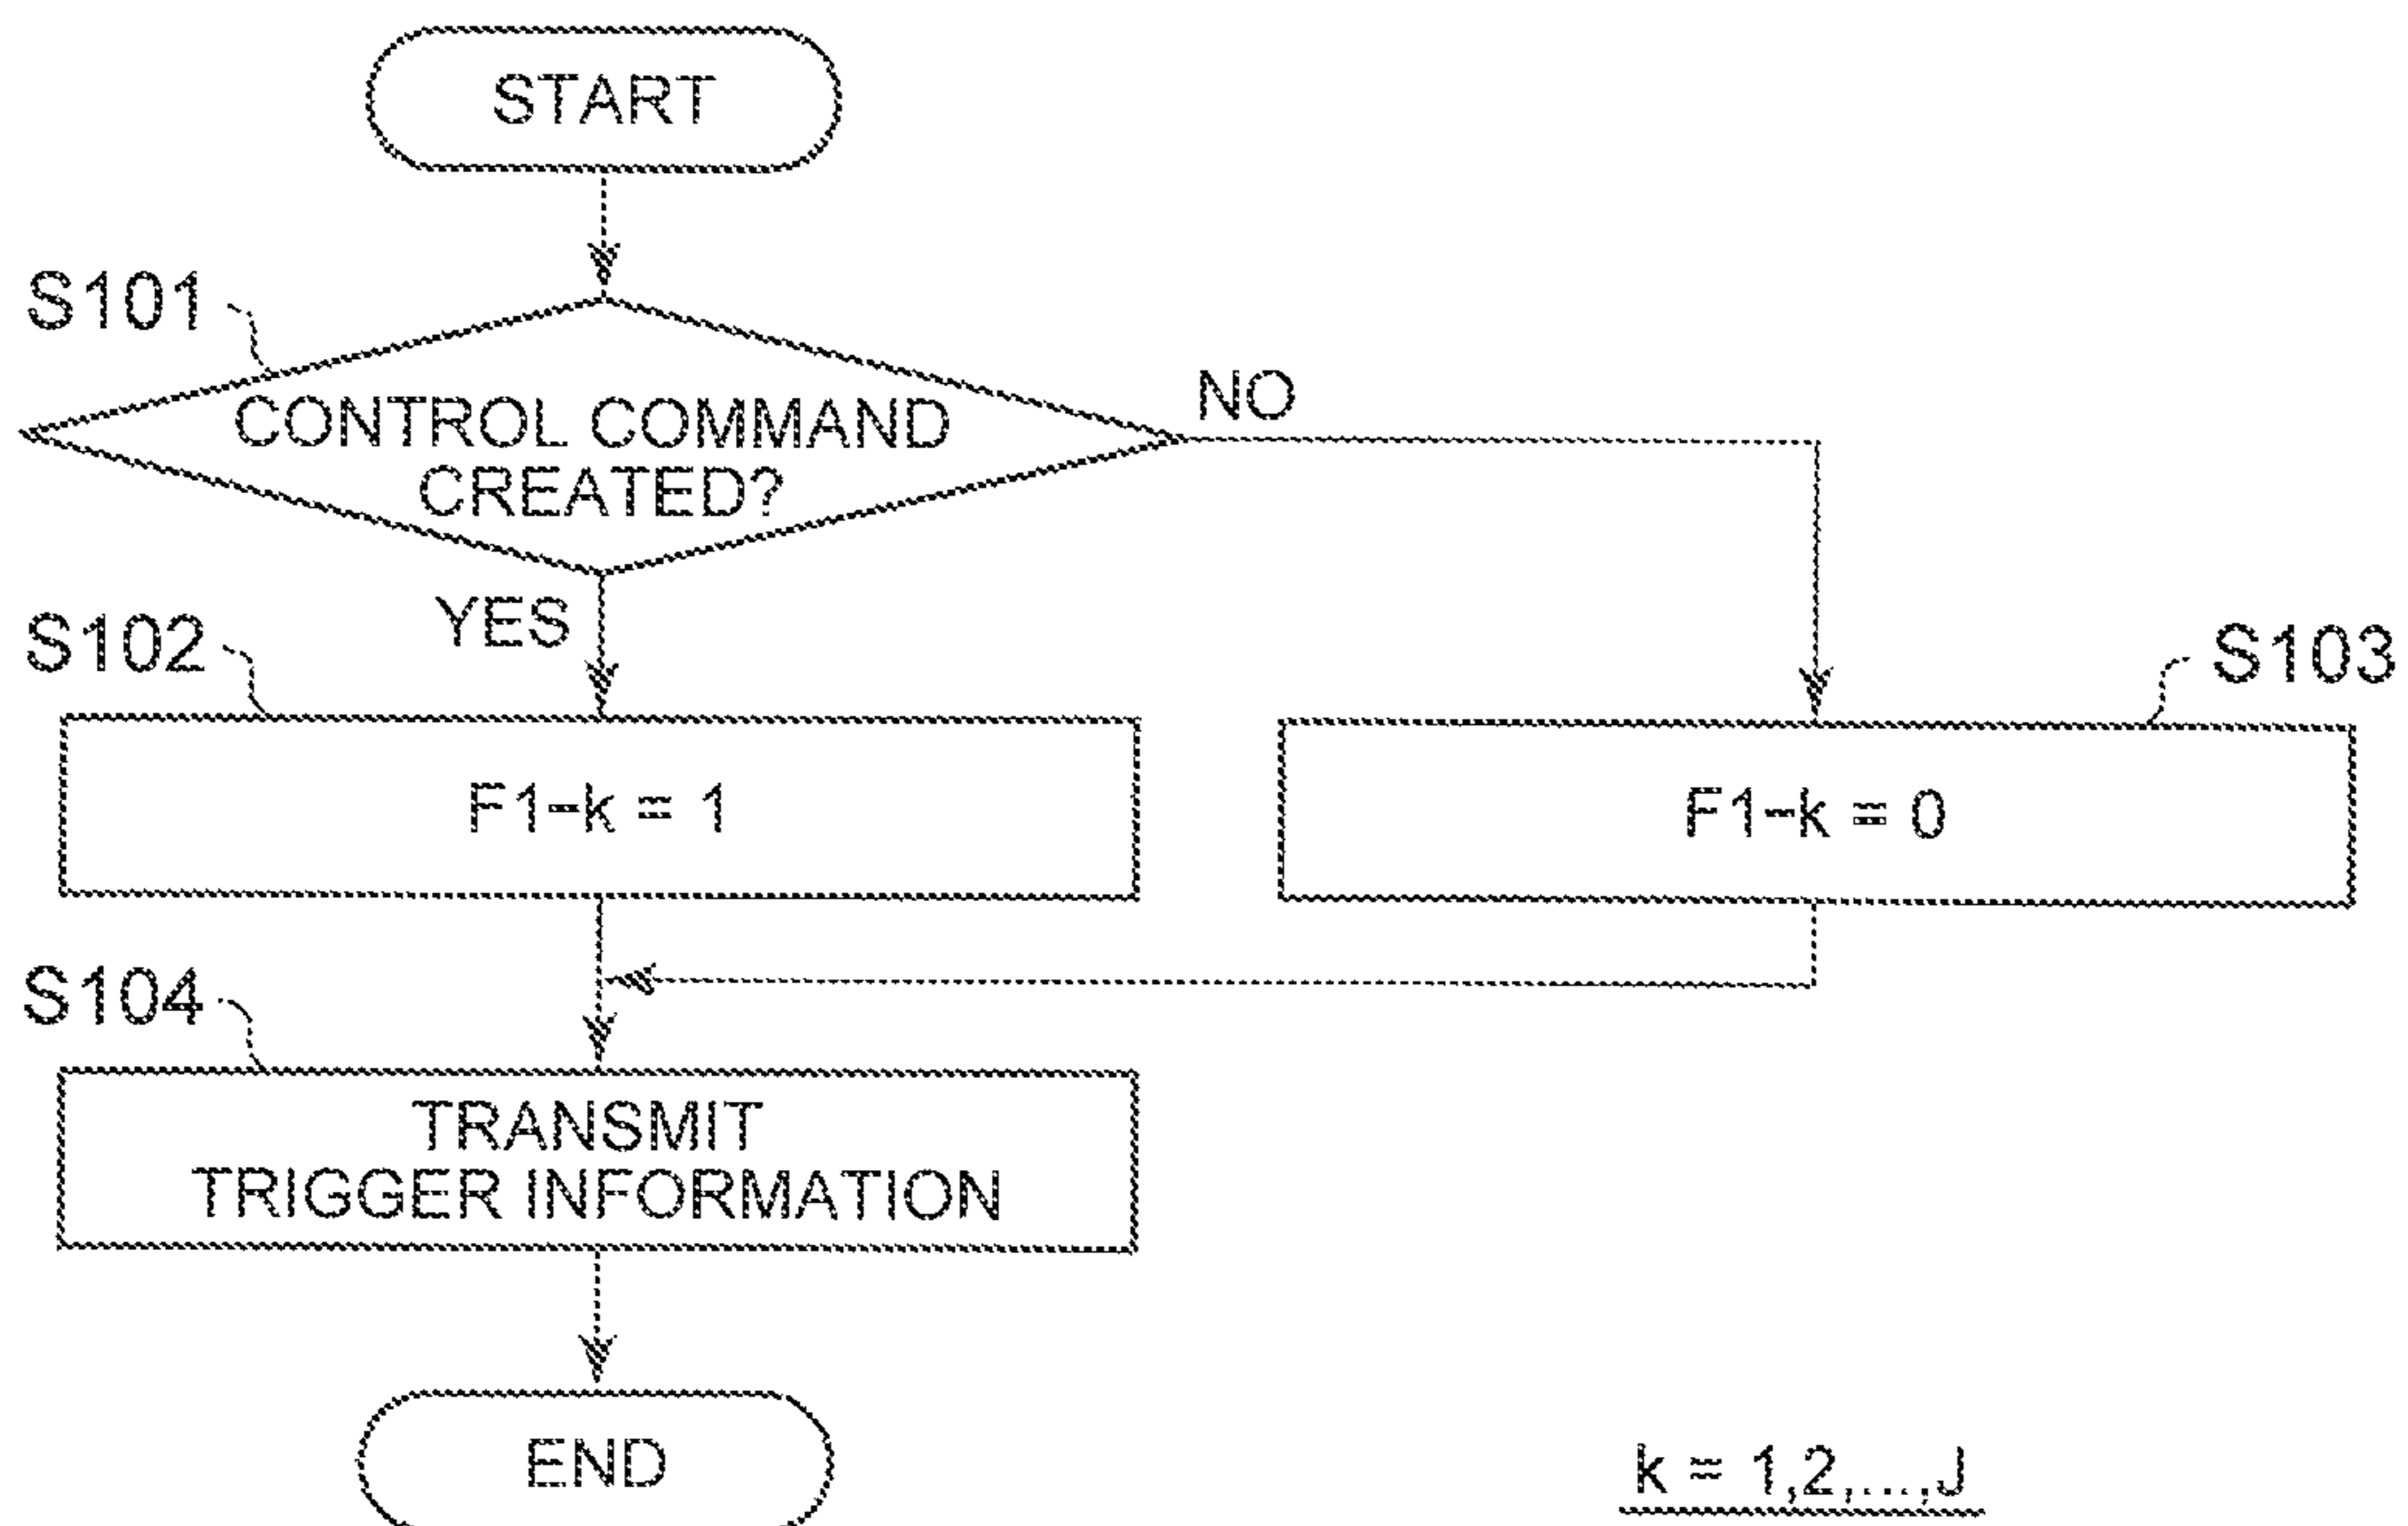 START
S101
CONTROL COMMAND
CREATED?
NO
YES
S102
F1-k = 1
S103
F1-k = 0
S104
TRANSMIT
TRIGGER INFORMATION
END
k = 1,2,...,J